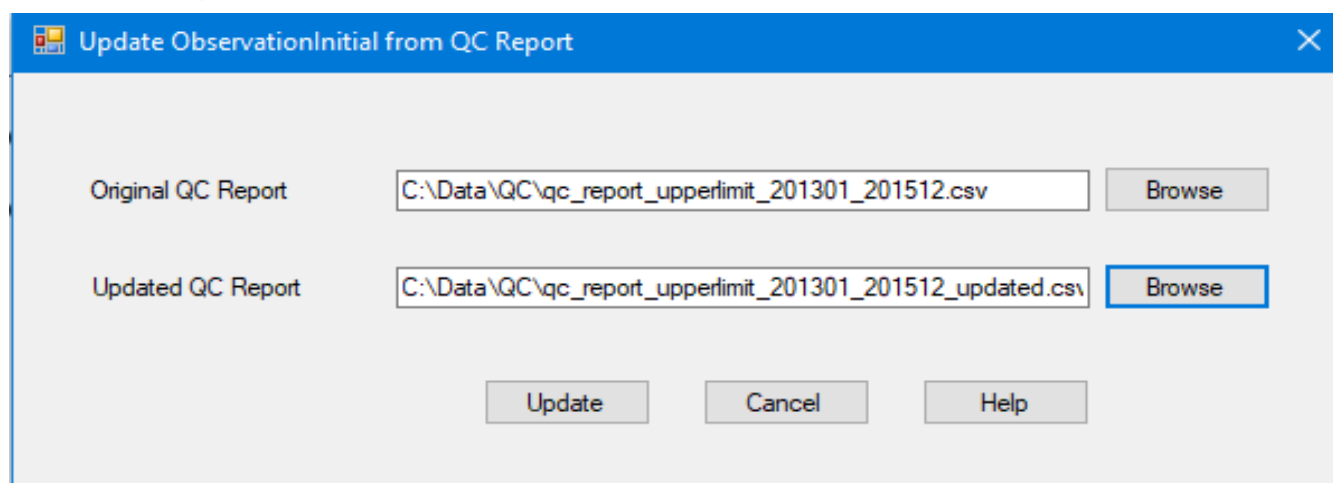 Update ObservationInitial from QC Report
Original QC Report C:\Data\QC\qc_report_upperlimit_201301_201512.csv Browse
Updated QC Report C:\Data\QC\qc_report_upperlimit_201301_201512_updated.csv Browse
Update Cancel Help